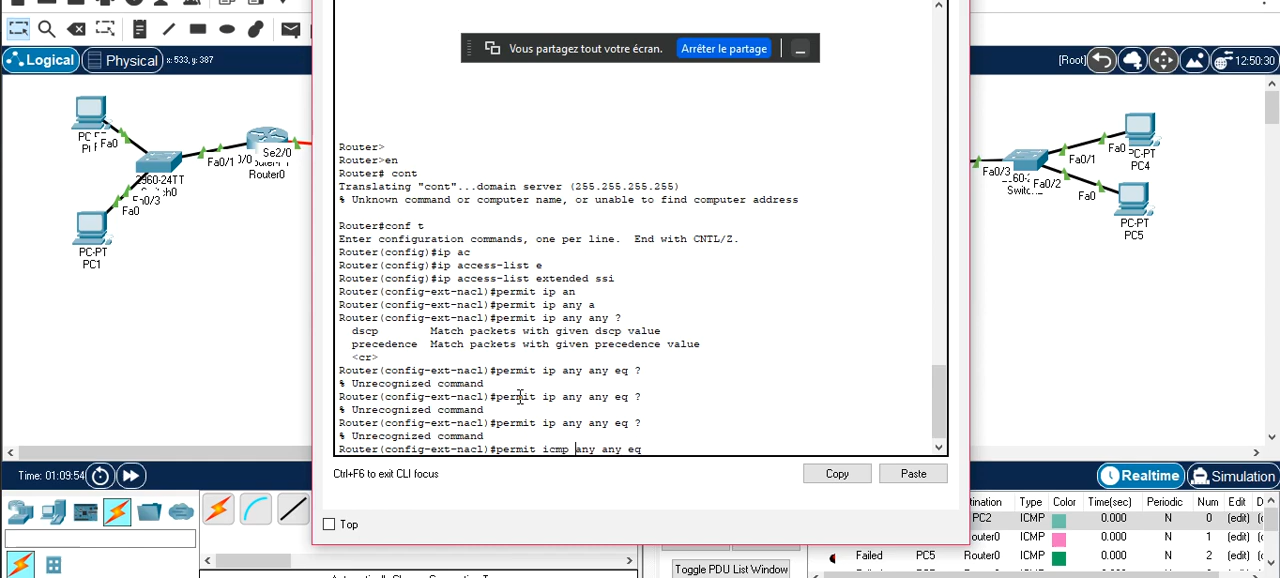 Logical
Physical
x: 533, y: 387
[Root]
12:50:30
Vous partagez tout votre écran.
Arrêter le partage
Fa0
2960-24TT
Fa0/1
Fa0/3
Fa0
PC-PT
PC1
Se2/0
Router0
Router>
Router>en
Router# cont
Translating "cont"...domain server (255.255.255.255)
% Unknown command or computer name, or unable to find computer address
Router#conf t
Enter configuration commands, one per line.  End with CNTL/Z.
Router(config)#ip ac
Router(config)#ip access-list e
Router(config)#ip access-list extended ssi
Router(config-ext-nacl)#permit ip an
Router(config-ext-nacl)#permit ip any a
Router(config-ext-nacl)#permit ip any any ?
dscp        Match packets with given dscp value
precedence  Match packets with given precedence value
<cr>
Router(config-ext-nacl)#permit ip any any eq ?
% Unrecognized command
Router(config-ext-nacl)#permit ip any any eq ?
% Unrecognized command
Router(config-ext-nacl)#permit ip any any eq ?
% Unrecognized command
Router(config-ext-nacl)#permit icmp any any eq
Ctrl+F6 to exit CLI focus
Copy
Paste
Top
Fa0/3
Fa0/1
Fa0/2
Fa0
PC-PT
PC4
Fa0
PC-PT
PC5
Time: 01:09:54
Realtime
Simulation
Type Color Time(sec) Periodic Num Edit
PC2 ICMP 0.000 N 0 (edit)
Router0 ICMP 0.000 N 1 (edit)
Failed PC5 Router0 ICMP 0.000 N 2 (edit)
Toggle PDU List Window